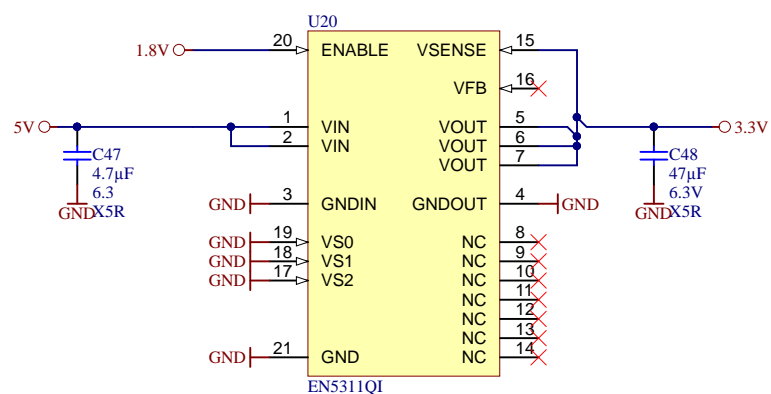 U20
1.8V 20 ENABLE VSENSE 15
VFB 16
5V 1 VIN VOUT 5 3.3V
2 VIN VOUT 6
VOUT 7
C47
4.7µF
6.3
X5R
GND
C48
47µF
6.3V
X5R
GND
GND 3 GNDIN GNDOUT 4 GND
GND 19 VS0 NC 8
GND 18 VS1 NC 9
GND 17 VS2 NC 10
NC 11
NC 12
NC 13
GND 21 GND NC 14
EN5311QI